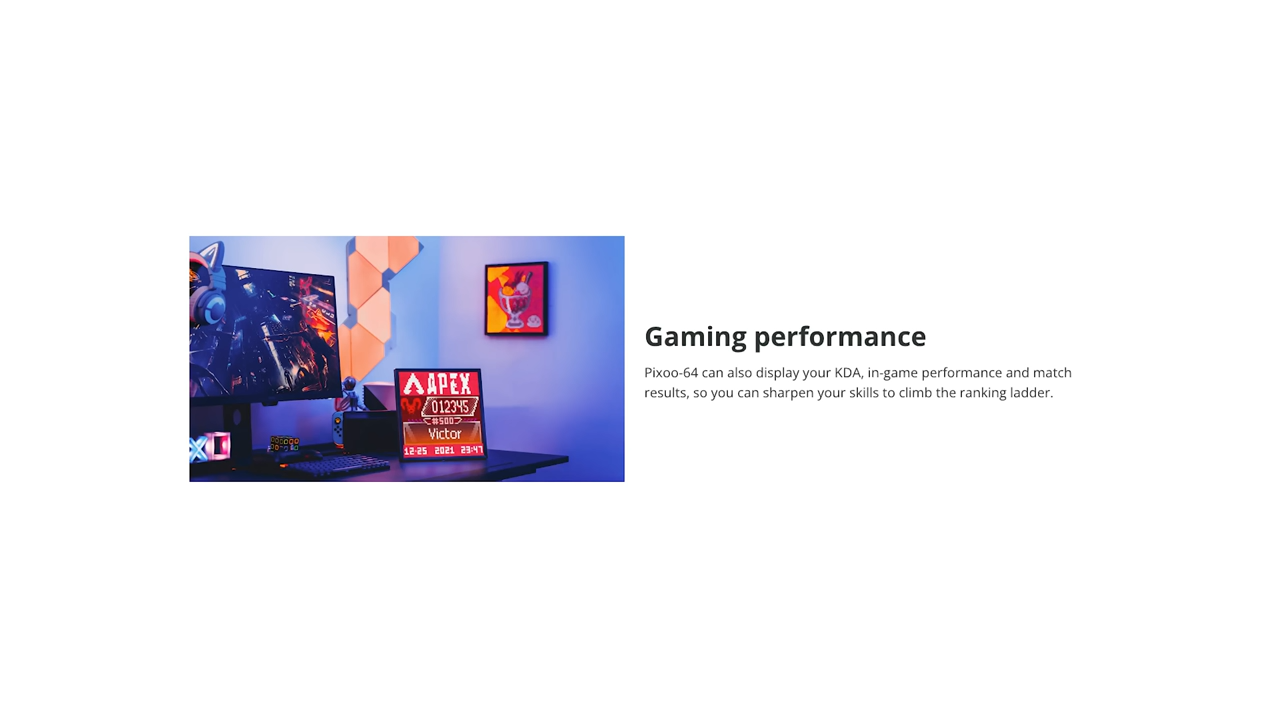 APEX
012345
#500
Victor
12-25 2021 23:47
XL
Gaming performance
Pixoo-64 can also display your KDA, in-game performance and match
results, so you can sharpen your skills to climb the ranking ladder.